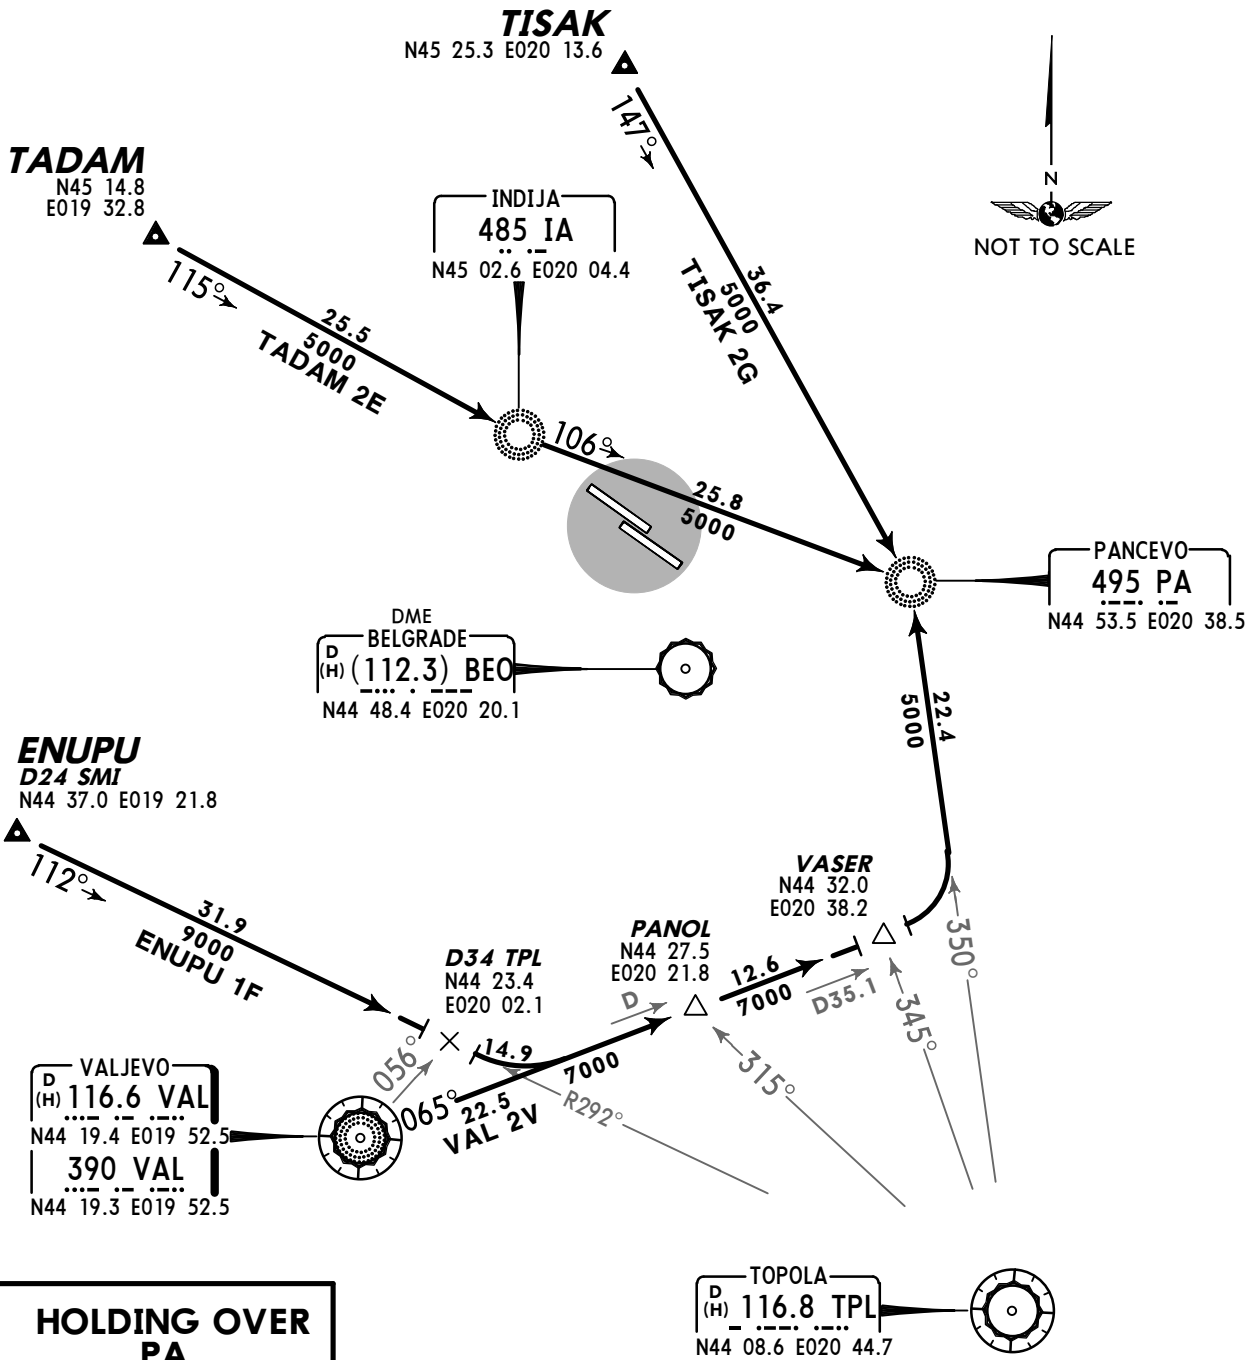 TISAK
N45 25.3 E020 13.6
147°
TADAM
N45 14.8
E019 32.8
115°
INDIJA
485 IA
N45 02.6 E020 04.4
N
NOT TO SCALE
36.4
5000
TISAK 2G
25.5
5000
TADAM 2E
106°
25.8
5000
PANCEVO
495 PA
N44 53.5 E020 38.5
DME
BELGRADE
D
(H) (112.3) BEO
N44 48.4 E020 20.1
22.4
5000
ENUPU
D24 SMI
N44 37.0 E019 21.8
112°
31.9
9000
ENUPU 1F
VASER
N44 32.0
E020 38.2
PANOL
N44 27.5
E020 21.8
D34 TPL
N44 23.4
E020 02.1
12.6
7000
D35.1
D
350°
345°
315°
R292°
14.9
7000
056°
065°
22.5
VAL 2V
VALJEVO
D
(H) 116.6 VAL
N44 19.4 E019 52.5
390 VAL
N44 19.3 E019 52.5
TOPOLA
D
(H) 116.8 TPL
N44 08.6 E020 44.7
HOLDING OVER
PA